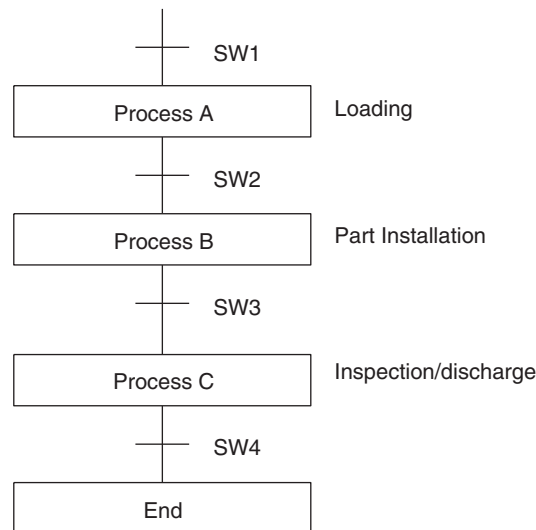 SW1
Process A
Loading
SW2
Process B
Part Installation
SW3
Process C
Inspection/discharge
SW4
End